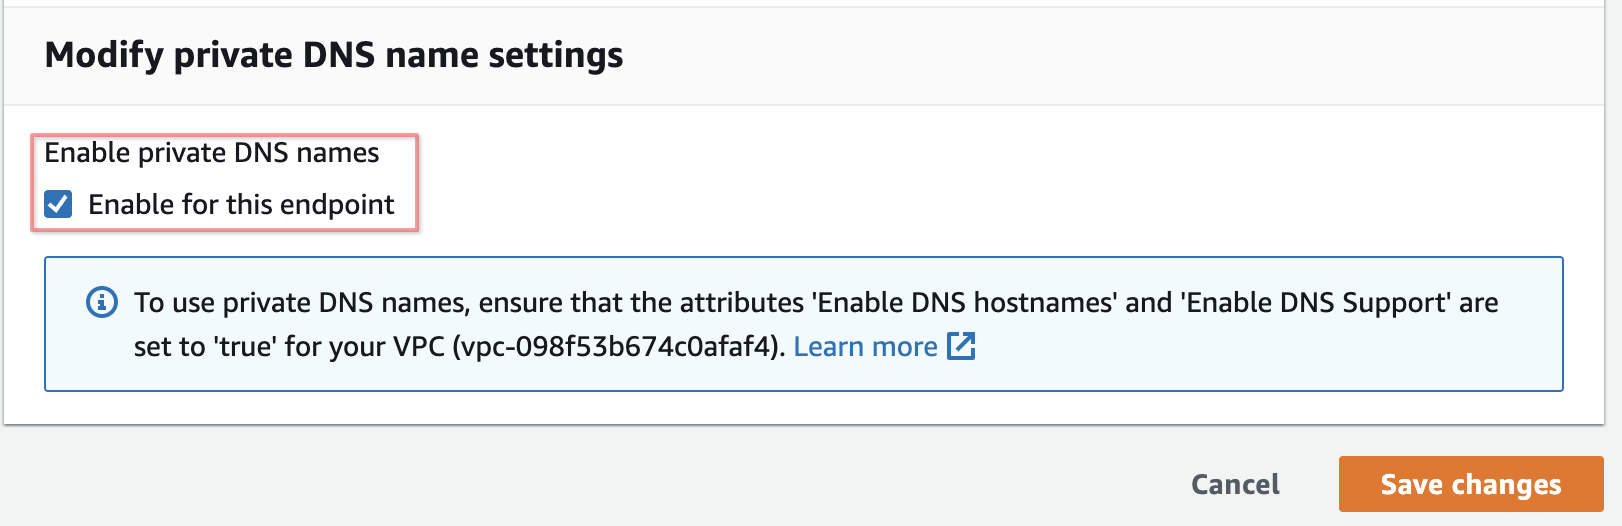 Modify private DNS name settings
Enable private DNS names
Enable for this endpoint
To use private DNS names, ensure that the attributes 'Enable DNS hostnames' and 'Enable DNS Support' are
set to 'true' for your VPC (vpc-098f53b674c0afaf4). Learn more
Cancel
Save changes